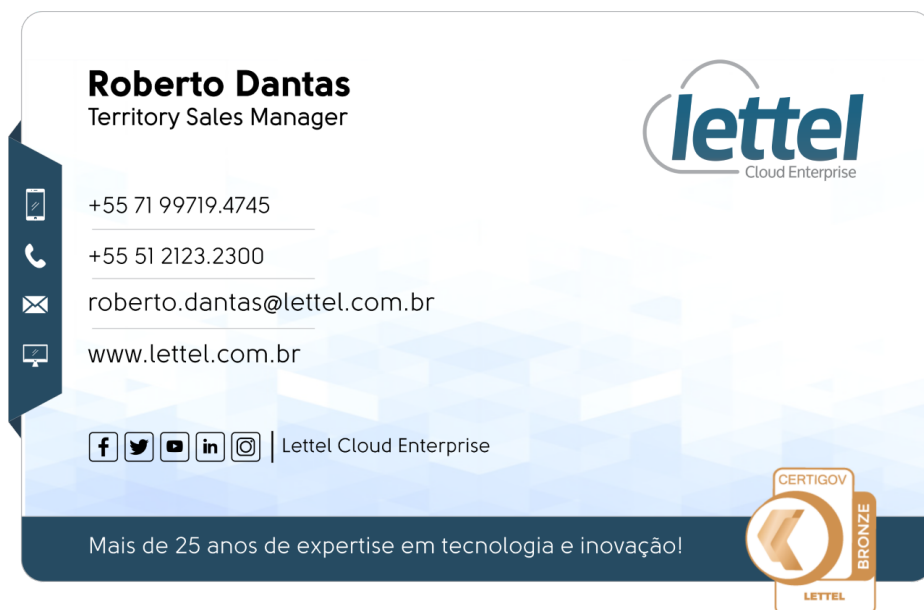 Roberto Dantas
Territory Sales Manager
lettel
Cloud Enterprise
+55 71 99719.4745
+55 51 2123.2300
roberto.dantas@lettel.com.br
www.lettel.com.br
Lettel Cloud Enterprise
Mais de 25 anos de expertise em tecnologia e inovação!
CERTIGOV
BRONZE
LETTEL